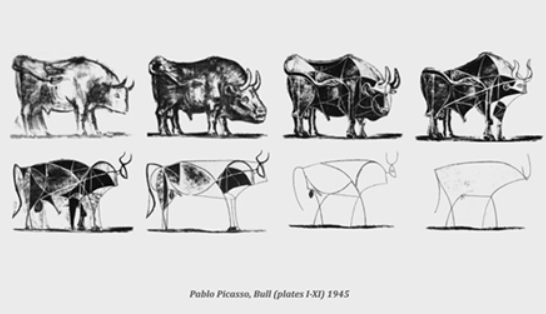 Pablo Picasso, Bull (plates I-XI) 1945